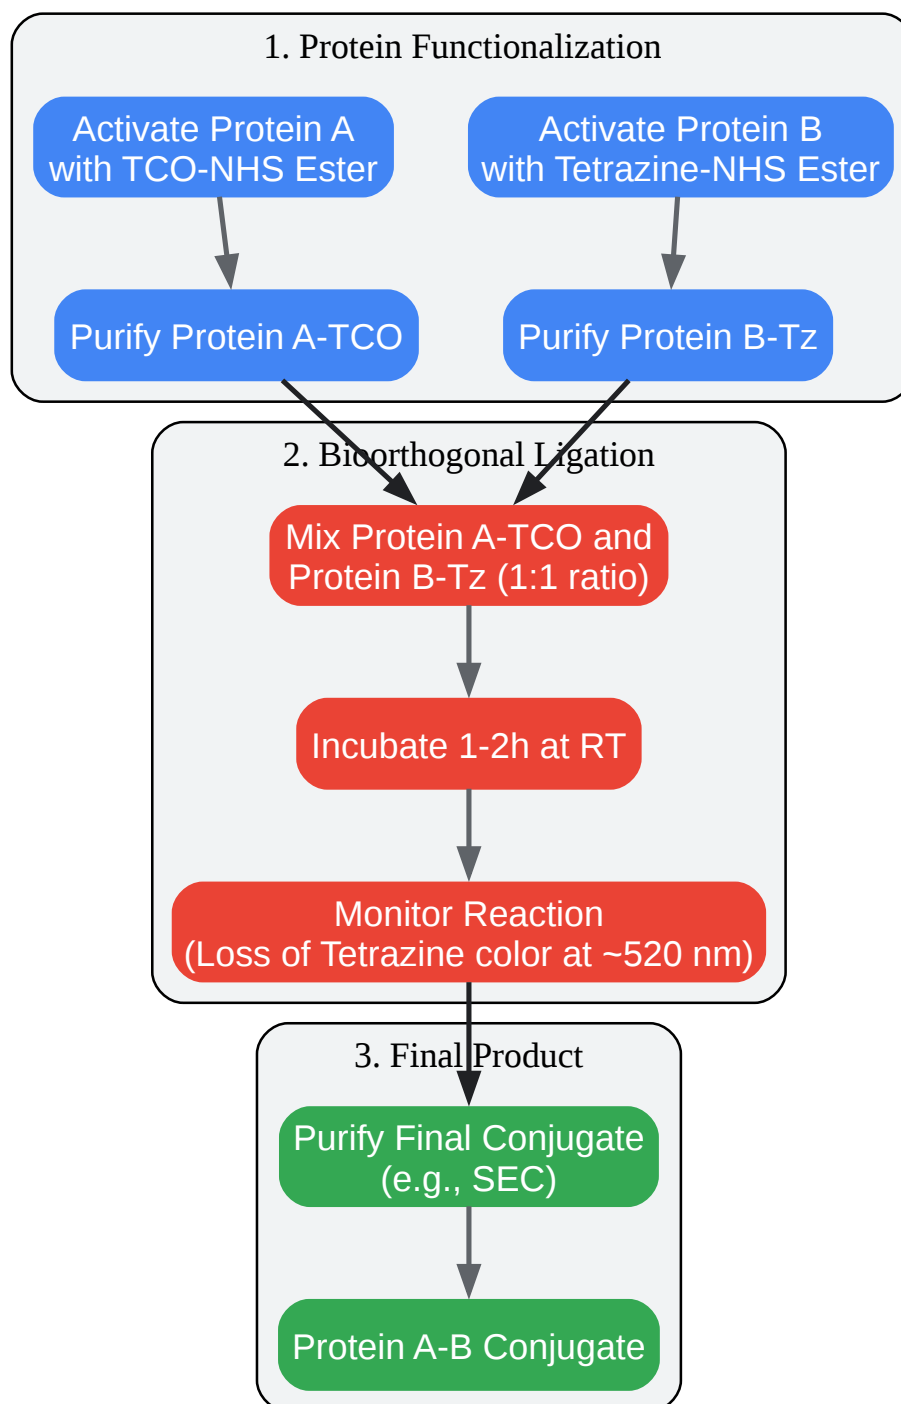 1. Protein Functionalization
Activate Protein A
with TCO-NHS Ester
Activate Protein B
with Tetrazine-NHS Ester
Purify Protein A-TCO
Purify Protein B-Tz
2. Bioorthogonal Ligation
Mix Protein A-TCO and
Protein B-Tz (1:1 ratio)
Incubate 1-2h at RT
Monitor Reaction
(Loss of Tetrazine color at ~520 nm)
3. Final Product
Purify Final Conjugate
(e.g., SEC)
Protein A-B Conjugate